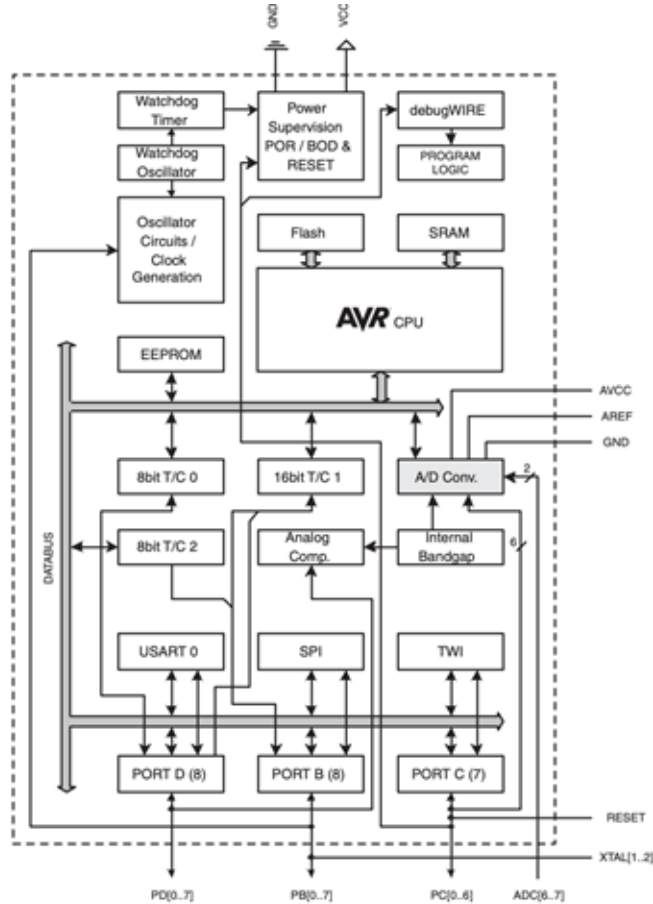 GND
VCC
Watchdog
Timer
Power
Supervision
POR / BOD &
RESET
debugWIRE
Watchdog
Oscillator
PROGRAM
LOGIC
Oscillator
Circuits /
Clock
Generation
Flash
SRAM
AVR CPU
EEPROM
AVCC
AREF
GND
8bit T/C 0
16bit T/C 1
A/D Conv.
2
8bit T/C 2
Analog
Comp.
Internal
Bandgap
6
DATABUS
USART 0
SPI
TWI
PORT D (8)
PORT B (8)
PORT C (7)
RESET
XTAL[1..2]
PD[0..7]
PB[0..7]
PC[0..6]
ADC[6..7]